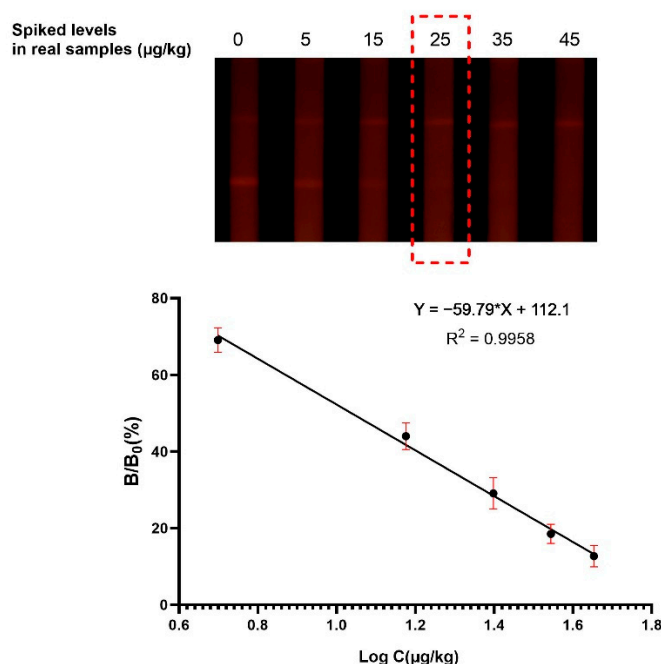 Spiked levels
in real samples (μg/kg)
0 5 15 25 35 45
Y = −59.79*X + 112.1
R² = 0.9958
B/B₀(%)
80
60
40
20
0
0.6 0.8 1.0 1.2 1.4 1.6 1.8
Log C(μg/kg)